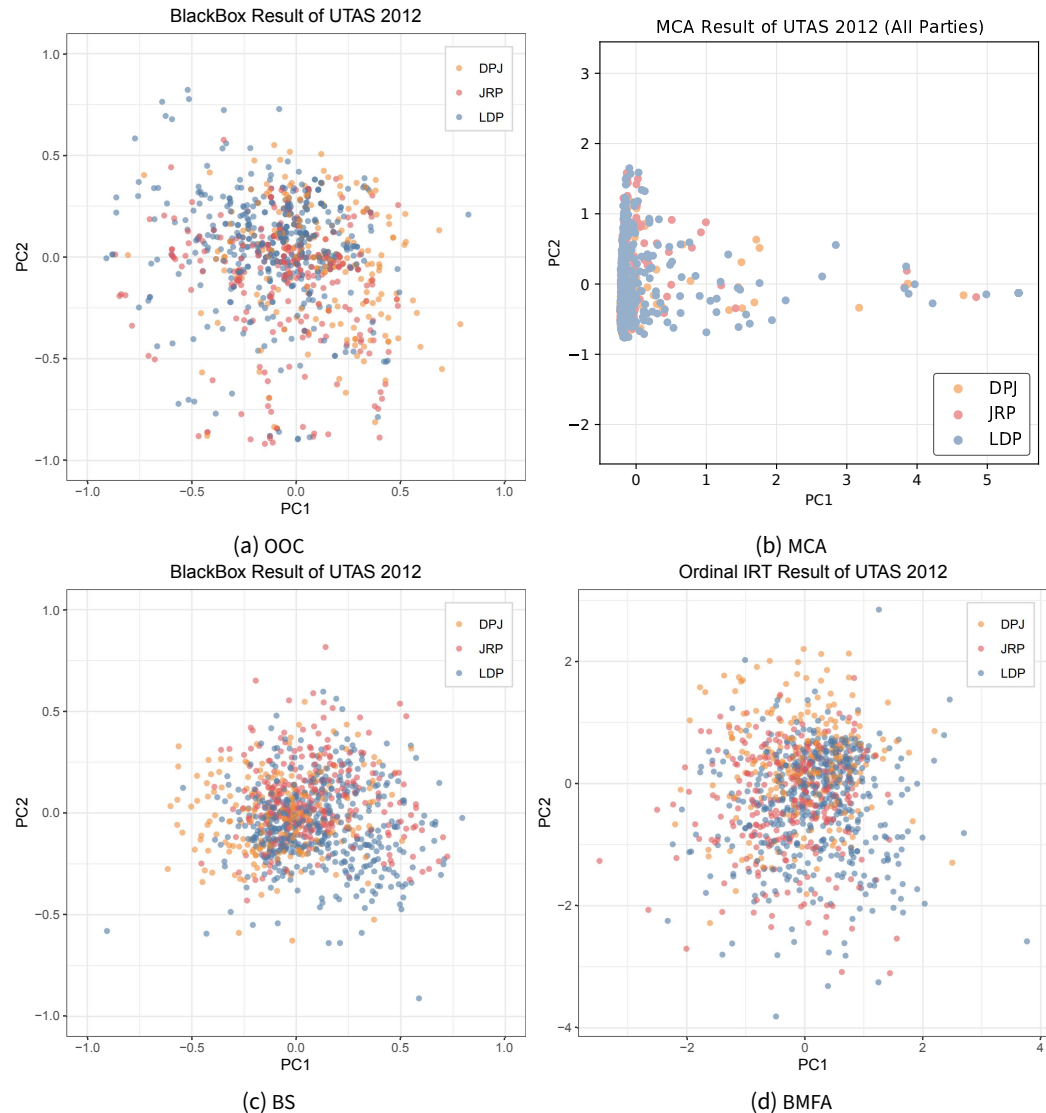 BlackBox Result of UTAS 2012
1.0
0.5
0.0
−0.5
−1.0
PC2
DPJ
JRP
LDP
−1.0
−0.5
0.0
0.5
1.0
PC1
(a) OOC
MCA Result of UTAS 2012 (All Parties)
3
2
1
0
−1
−2
PC2
DPJ
JRP
LDP
0
1
2
3
4
5
PC1
(b) MCA
BlackBox Result of UTAS 2012
1.0
0.5
0.0
−0.5
−1.0
PC2
DPJ
JRP
LDP
−1.0
−0.5
0.0
0.5
1.0
PC1
(c) BS
Ordinal IRT Result of UTAS 2012
2
0
−2
−4
PC2
DPJ
JRP
LDP
−2
0
2
4
PC1
(d) BMFA